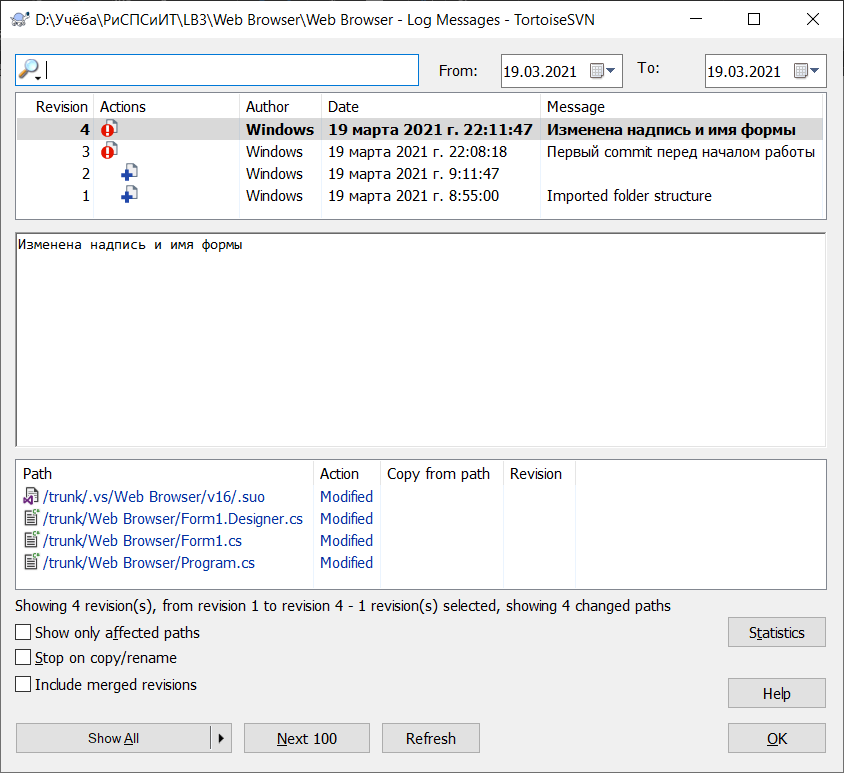 D:\Учёба\РиСПСиИТ\LB3\Web Browser\Web Browser - Log Messages - TortoiseSVN
From: 19.03.2021 To: 19.03.2021
Revision Actions Author Date Message
4 Windows 19 марта 2021 г. 22:11:47 Изменена надпись и имя формы
3 Windows 19 марта 2021 г. 22:08:18 Первый commit перед началом работы
2 Windows 19 марта 2021 г. 9:11:47
1 Windows 19 марта 2021 г. 8:55:00 Imported folder structure
Изменена надпись и имя формы
Path Action Copy from path Revision
/trunk/.vs/Web Browser/v16/.suo Modified
/trunk/Web Browser/Form1.Designer.cs Modified
/trunk/Web Browser/Form1.cs Modified
/trunk/Web Browser/Program.cs Modified
Showing 4 revision(s), from revision 1 to revision 4 - 1 revision(s) selected, showing 4 changed paths
Show only affected paths
Statistics
Stop on copy/rename
Include merged revisions
Help
Show All Next 100 Refresh OK